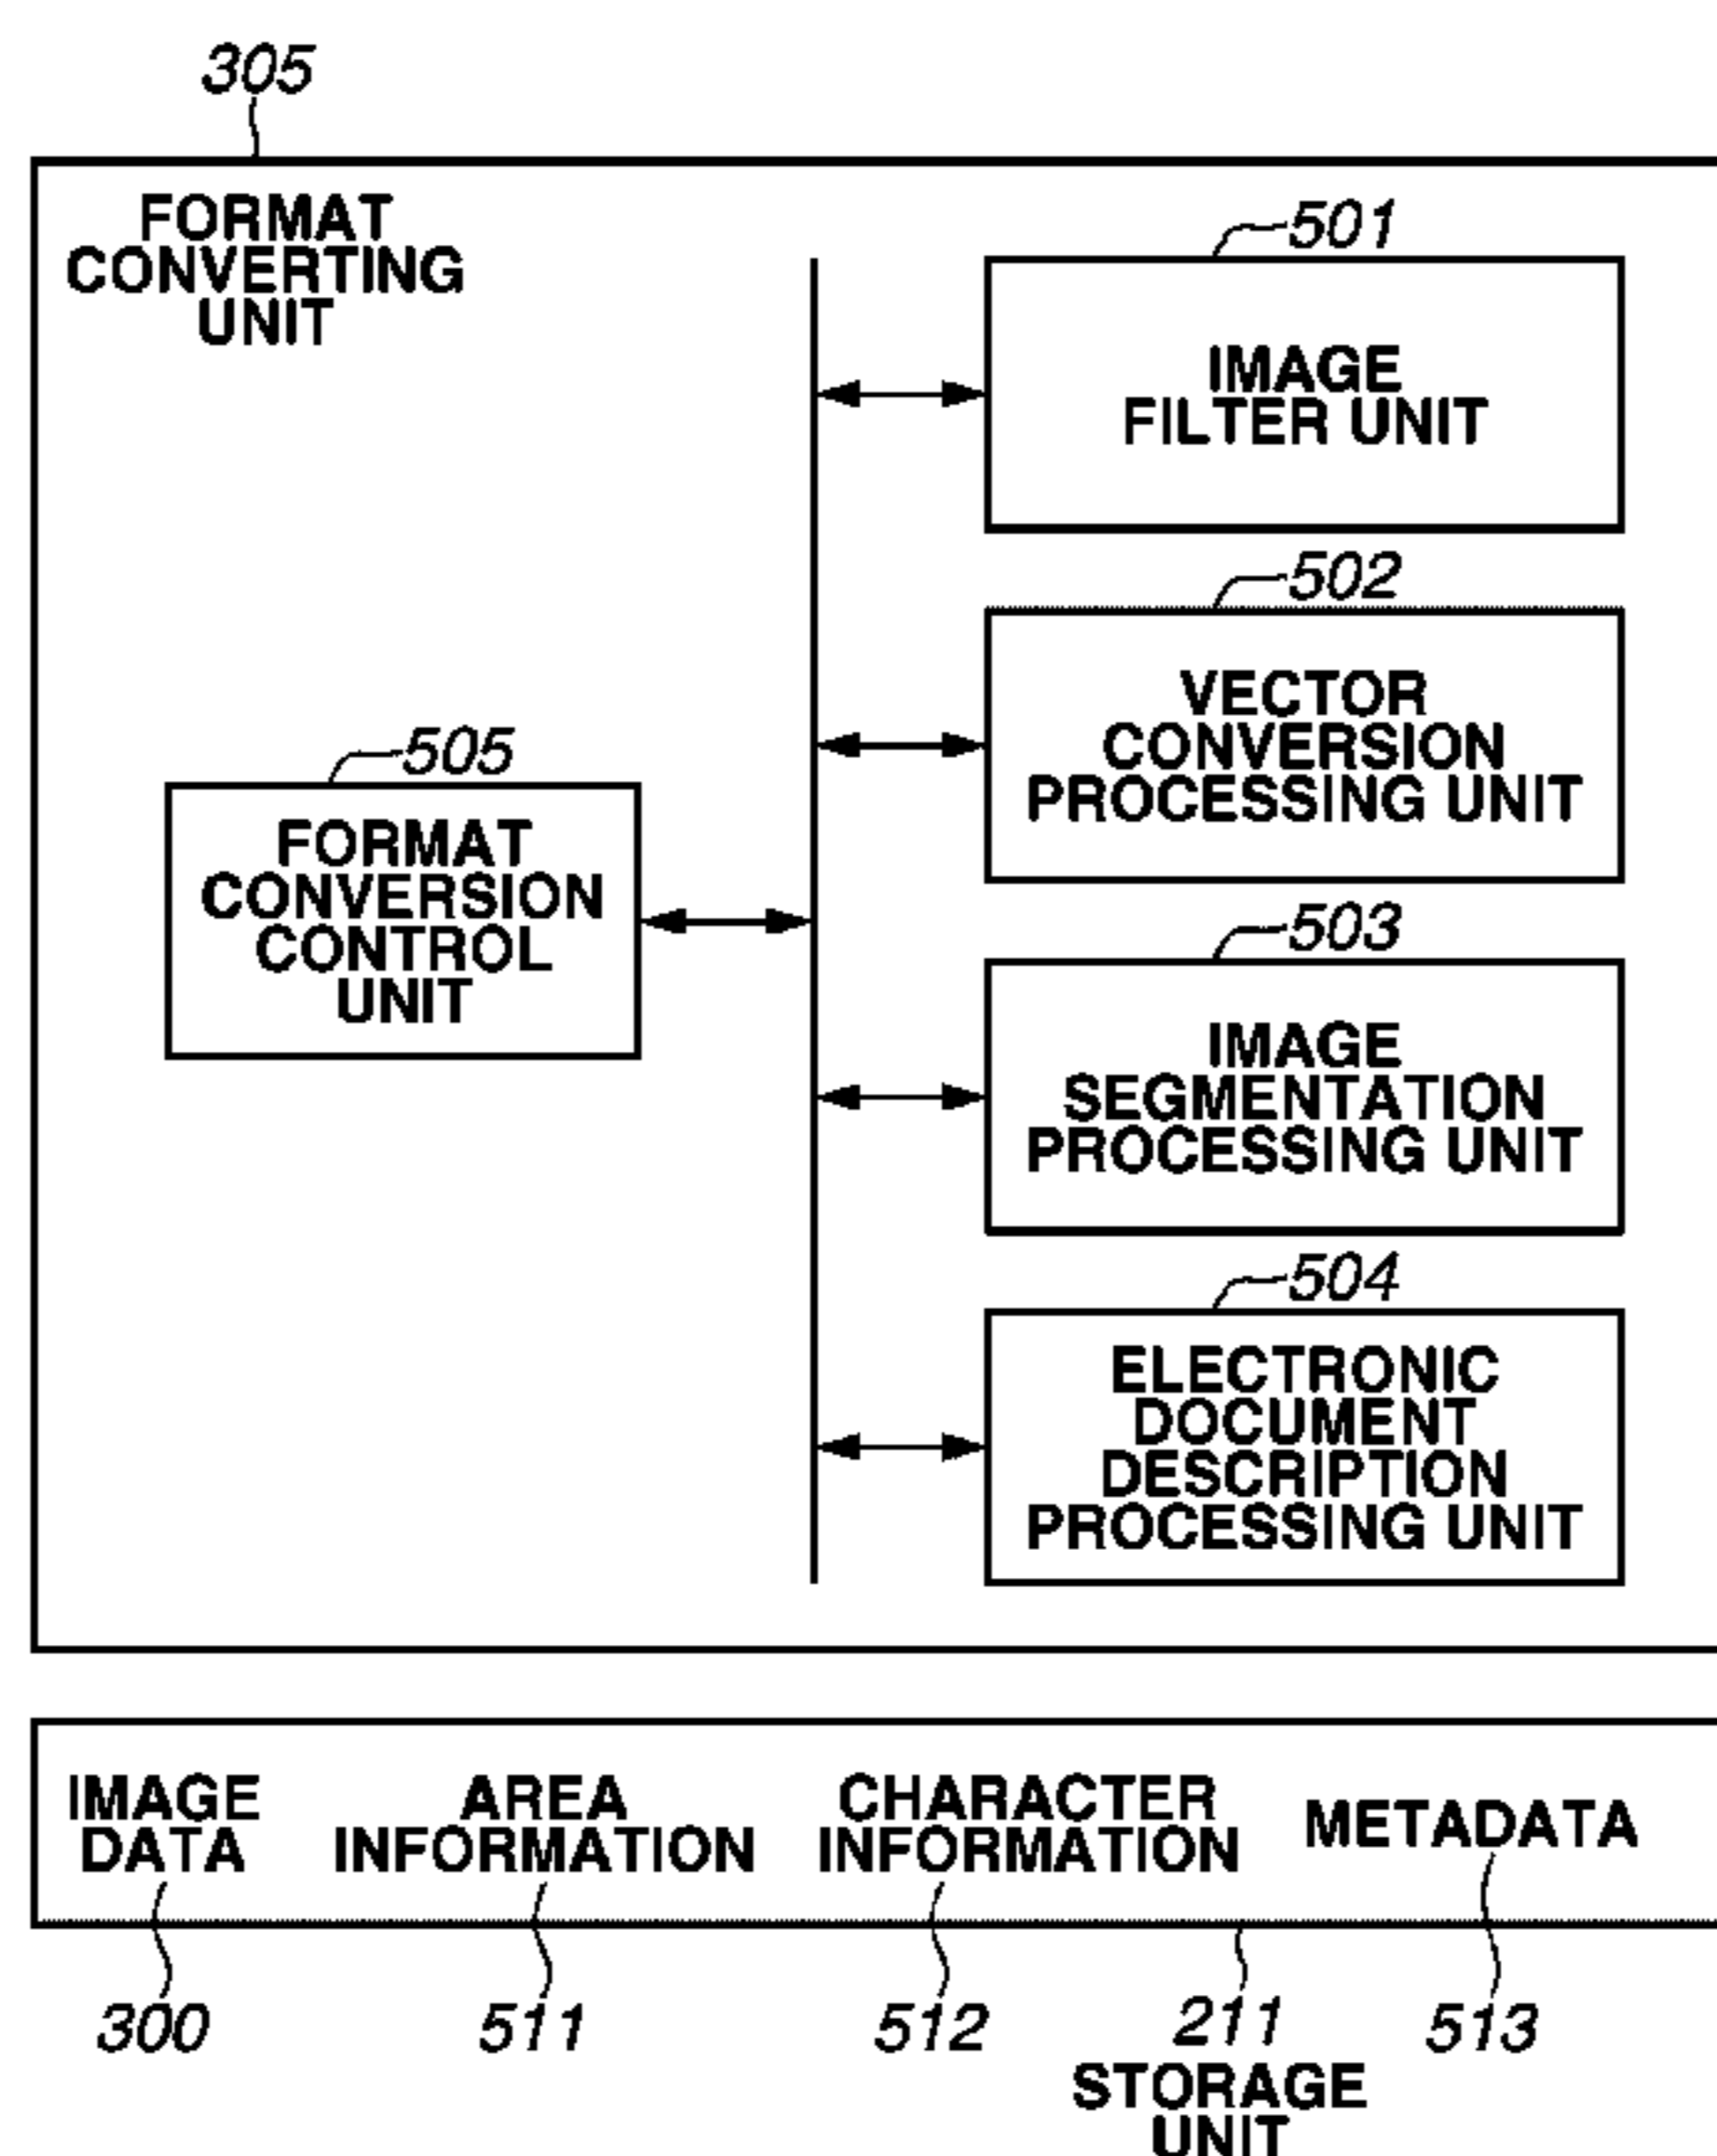 305
FORMAT
CONVERTING
UNIT
501
IMAGE
FILTER UNIT
502
VECTOR
CONVERSION
PROCESSING UNIT
505
FORMAT
CONVERSION
CONTROL
UNIT
503
IMAGE
SEGMENTATION
PROCESSING UNIT
504
ELECTRONIC
DOCUMENT
DESCRIPTION
PROCESSING UNIT
IMAGE
DATA
AREA
INFORMATION
CHARACTER
INFORMATION
METADATA
300
511
512
211
513
STORAGE
UNIT